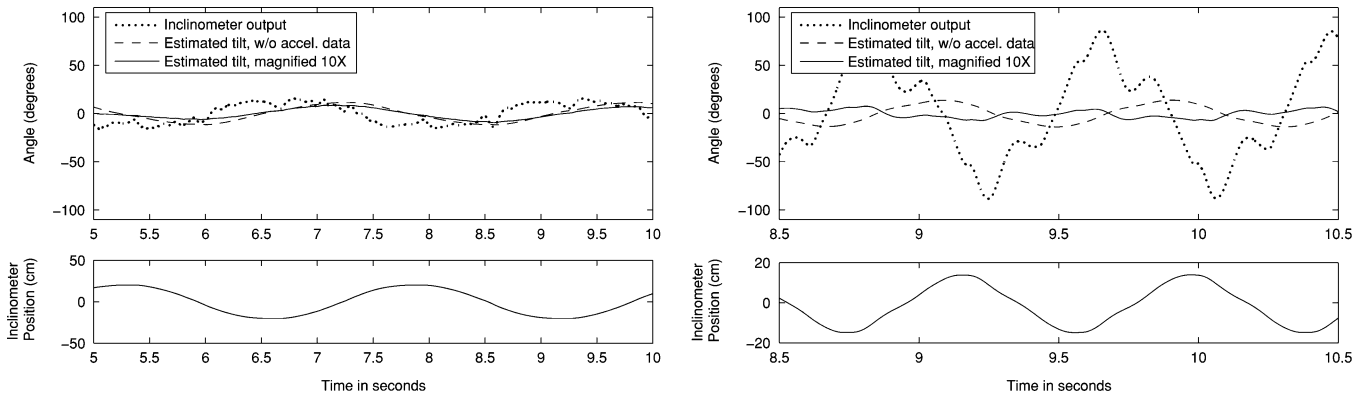 Inclinometer output
Estimated tilt, w/o accel. data
Estimated tilt, magnified 10X
Angle (degrees)
100
50
0
−50
−100
5 5.5 6 6.5 7 7.5 8 8.5 9 9.5 10
Inclinometer
Position (cm)
50
0
−50
5 5.5 6 6.5 7 7.5 8 8.5 9 9.5 10
Time in seconds
Inclinometer output
Estimated tilt, w/o accel. data
Estimated tilt, magnified 10X
Angle (degrees)
100
50
0
−50
−100
8.5 9 9.5 10 10.5
Inclinometer
Position (cm)
20
0
−20
8.5 9 9.5 10 10.5
Time in seconds